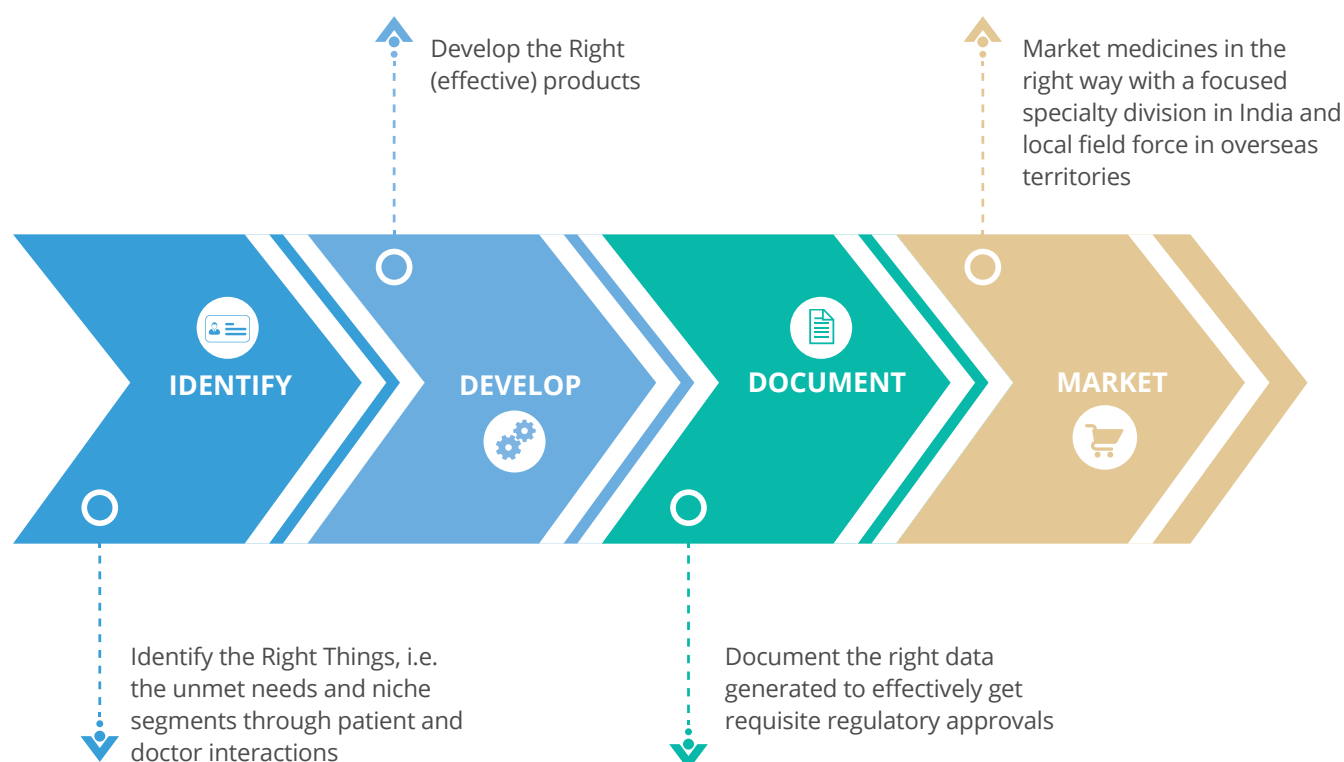 Develop the Right
(effective) products
Market medicines in the
right way with a focused
specialty division in India and
local field force in overseas
territories
IDENTIFY
DEVELOP
DOCUMENT
MARKET
Identify the Right Things, i.e.
the unmet needs and niche
segments through patient and
doctor interactions
Document the right data
generated to effectively get
requisite regulatory approvals